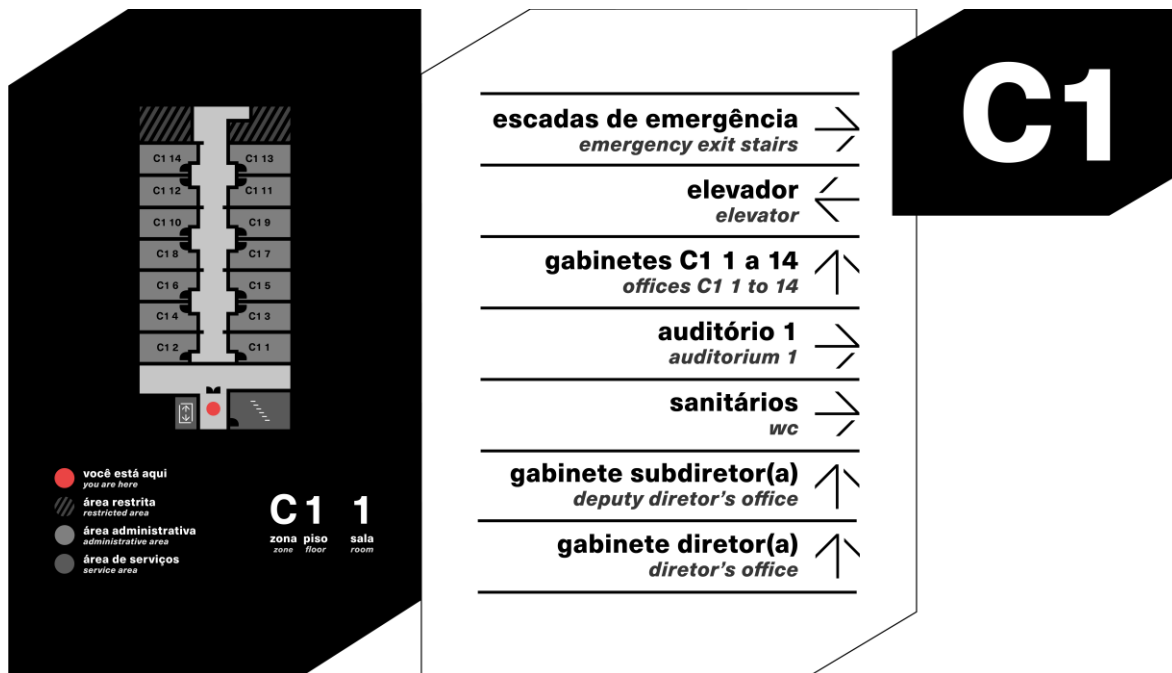 C1 14
C1 13
C1 12
C1 11
C1 10
C1 9
C1 8
C1 7
C1 6
C1 5
C1 4
C1 3
C1 2
C1 1
você está aqui
you are here
área restrita
restricted area
área administrativa
administrative area
área de serviços
service area
C1 1
zona piso sala
zone floor room
escadas de emergência
emergency exit stairs
elevador
elevator
gabinetes C1 1 a 14
offices C1 1 to 14
auditório 1
auditorium 1
sanitários
wc
gabinete subdiretor(a)
deputy diretor's office
gabinete diretor(a)
diretor's office
C1